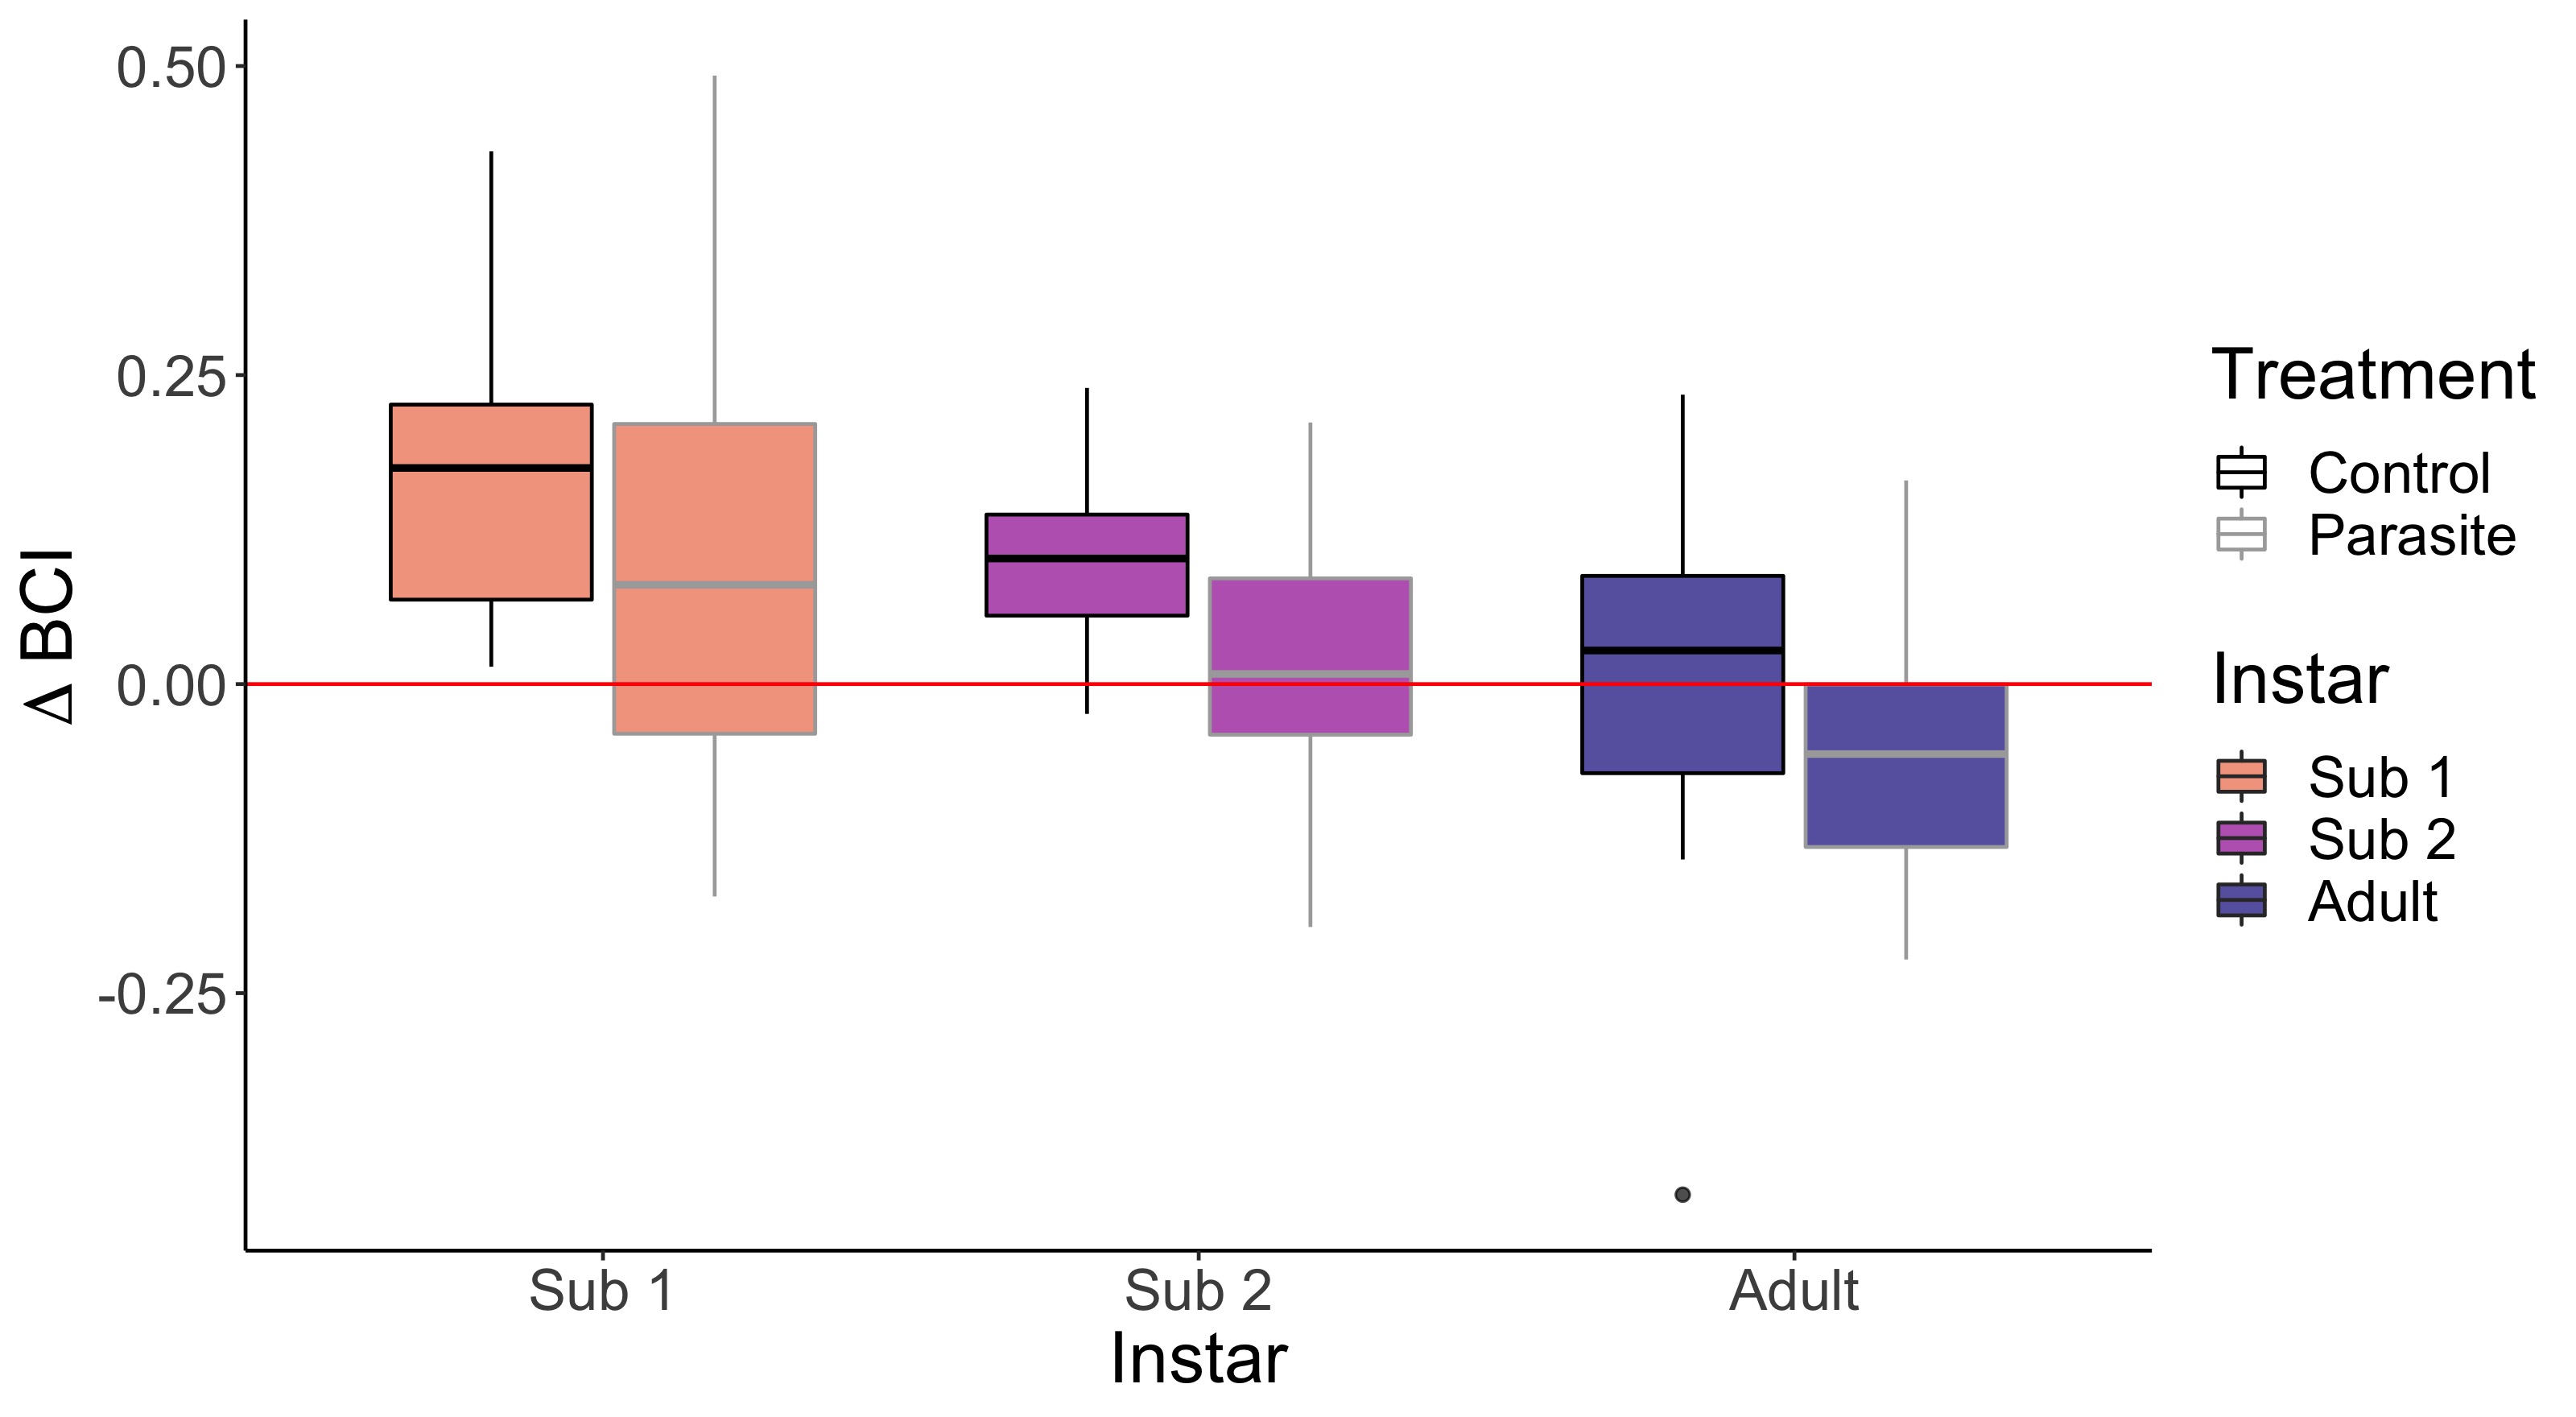 0.50
0.25
0.00
-0.25
Δ BCI
Sub 1
Sub 2
Adult
Instar
Treatment
Control
Parasite
Instar
Sub 1
Sub 2
Adult